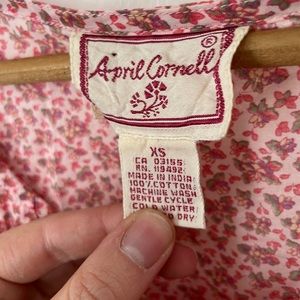 April Cornell
®
XS
CA 03155
RN. 119492
MADE IN INDIA
100% COTTON
MACHINE WASH
GENTLE CYCLE
COLD WATER
DRY